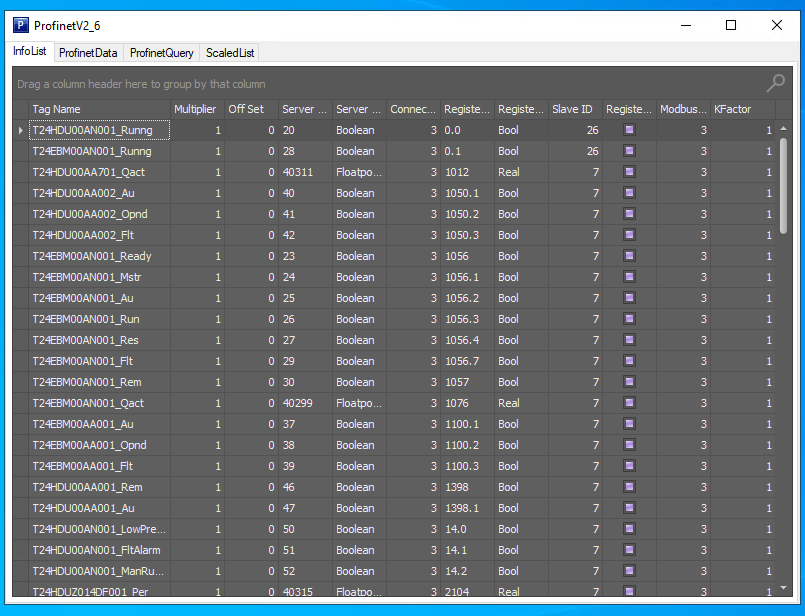 ProfinetV2_6
InfoList ProfinetData ProfinetQuery ScaledList
Drag a column header here to group by that column
Tag Name Multiplier Off Set Server ... Server ... Connec... Registe... Registe... Slave ID Registe... Modbus... KFactor
T24HDU00AN001_Runng 1 0 20 Boolean 3 0.0 Bool 26 3 1
T24EBM00AN001_Runng 1 0 28 Boolean 3 0.1 Bool 26 3 1
T24HDU00AA701_Qact 1 0 40311 Floatpo... 3 1012 Real 7 3 1
T24HDU00AA002_Au 1 0 40 Boolean 3 1050.1 Bool 7 3 1
T24HDU00AA002_Opnd 1 0 41 Boolean 3 1050.2 Bool 7 3 1
T24HDU00AA002_Flt 1 0 42 Boolean 3 1050.3 Bool 7 3 1
T24EBM00AN001_Ready 1 0 23 Boolean 3 1056 Bool 7 3 1
T24EBM00AN001_Mstr 1 0 24 Boolean 3 1056.1 Bool 7 3 1
T24EBM00AN001_Au 1 0 25 Boolean 3 1056.2 Bool 7 3 1
T24EBM00AN001_Run 1 0 26 Boolean 3 1056.3 Bool 7 3 1
T24EBM00AN001_Res 1 0 27 Boolean 3 1056.4 Bool 7 3 1
T24EBM00AN001_Flt 1 0 29 Boolean 3 1056.7 Bool 7 3 1
T24EBM00AN001_Rem 1 0 30 Boolean 3 1057 Bool 7 3 1
T24EBM00AN001_Qact 1 0 40299 Floatpo... 3 1076 Real 7 3 1
T24EBM00AA001_Au 1 0 37 Boolean 3 1100.1 Bool 7 3 1
T24EBM00AA001_Opnd 1 0 38 Boolean 3 1100.2 Bool 7 3 1
T24EBM00AA001_Flt 1 0 39 Boolean 3 1100.3 Bool 7 3 1
T24HDU00AA001_Rem 1 0 46 Boolean 3 1398 Bool 7 3 1
T24HDU00AA001_Au 1 0 47 Boolean 3 1398.1 Bool 7 3 1
T24HDU00AN001_LowPre... 1 0 50 Boolean 3 14.0 Bool 7 3 1
T24HDU00AN001_FltAlarm 1 0 51 Boolean 3 14.1 Bool 7 3 1
T24HDU00AN001_ManRu... 1 0 52 Boolean 3 14.2 Bool 7 3 1
T24HDUZ014DF001_Per 1 0 40315 Floatpo... 3 2104 Real 7 3 1